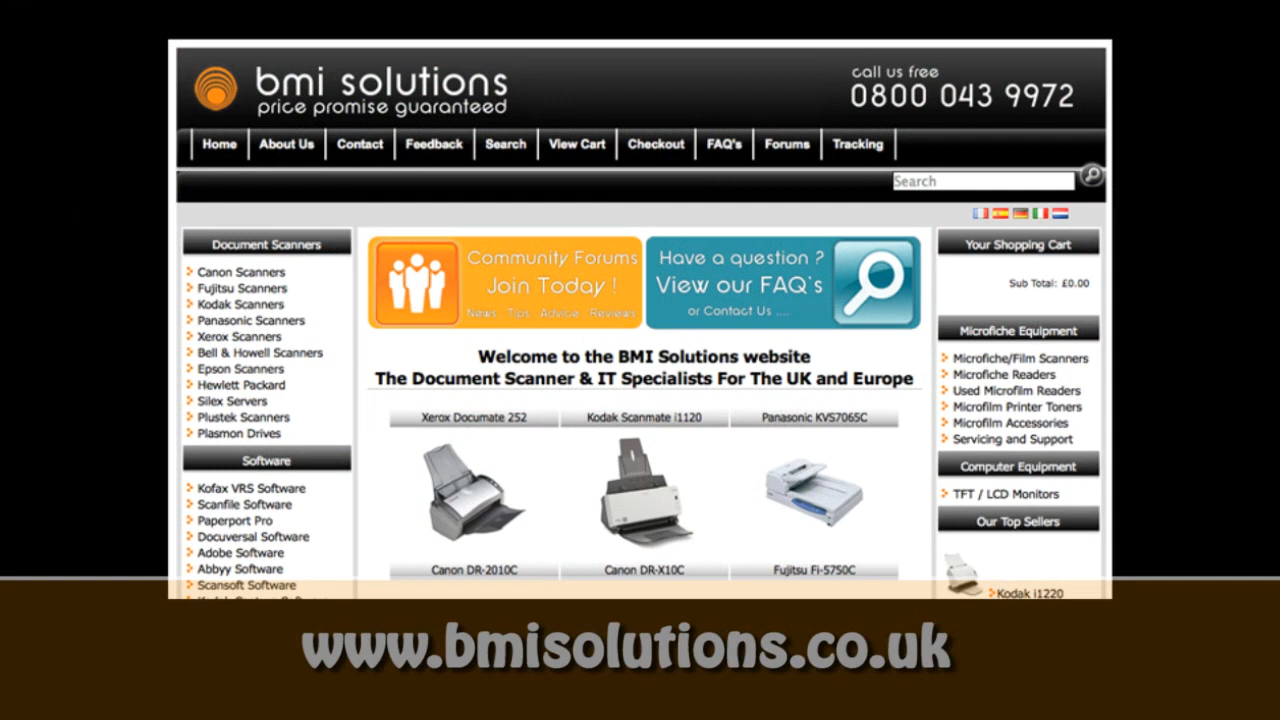 bmi solutions
price promise guaranteed
call us free
0800 043 9972
Home About Us Contact Feedback Search View Cart Checkout FAQ's Forums Tracking
Search
Document Scanners
Canon Scanners
Fujitsu Scanners
Kodak Scanners
Panasonic Scanners
Xerox Scanners
Bell & Howell Scanners
Epson Scanners
Hewlett Packard
Silex Servers
Plustek Scanners
Plasmon Drives
Software
Kofax VRS Software
Scanfile Software
Paperport Pro
Docuversal Software
Adobe Software
Abbyy Software
Scansoft Software
Community Forums
Join Today !
News . Tips . Advice . Reviews
Have a question ?
View our FAQ's
or Contact Us ....
Welcome to the BMI Solutions website
The Document Scanner & IT Specialists For The UK and Europe
Xerox Documate 252
Kodak Scanmate i1120
Panasonic KVS7065C
Canon DR-2010C
Canon DR-X10C
Fujitsu Fi-5750C
Your Shopping Cart
Sub Total: £0.00
Microfiche Equipment
Microfiche/Film Scanners
Microfiche Readers
Used Microfilm Readers
Microfilm Printer Toners
Microfilm Accessories
Servicing and Support
Computer Equipment
TFT / LCD Monitors
Our Top Sellers
Kodak i1220
www.bmisolutions.co.uk